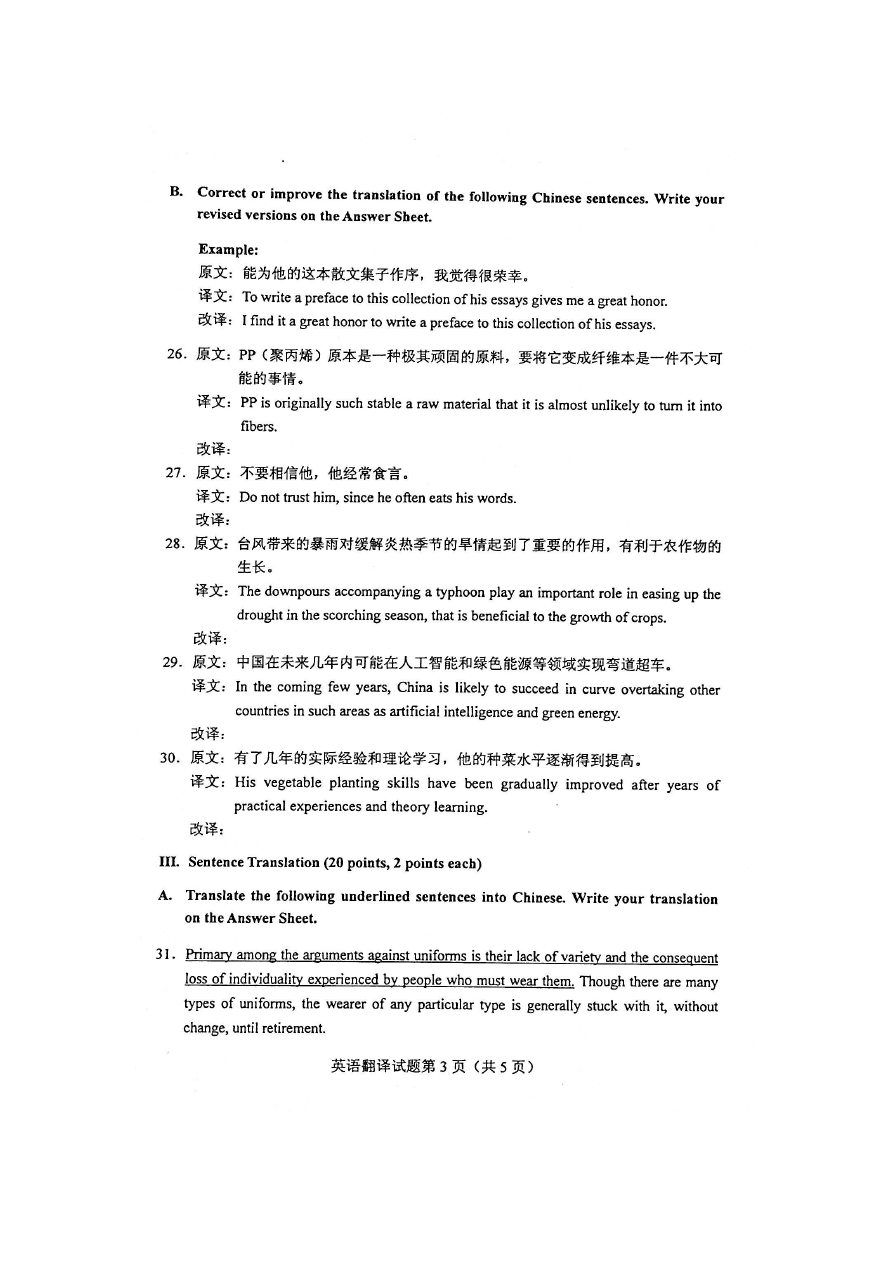 B. Correct or improve the translation of the following Chinese sentences. Write your
revised versions on the Answer Sheet.
Example:
原文：能为他的这本散文集子作序，我觉得很荣幸。
译文：To write a preface to this collection of his essays gives me a great honor.
改译：I find it a great honor to write a preface to this collection of his essays.
26．原文：PP（聚丙烯）原本是一种极其顽固的原料，要将它变成纤维本是一件不大可
能的事情。
译文：PP is originally such stable a raw material that it is almost unlikely to turn it into
fibers.
改译：
27．原文：不要相信他，他经常食言。
译文：Do not trust him, since he often eats his words.
改译：
28．原文：台风带来的暴雨对缓解炎热季节的旱情起到了重要的作用，有利于农作物的
生长。
译文：The downpours accompanying a typhoon play an important role in easing up the
drought in the scorching season, that is beneficial to the growth of crops.
改译：
29．原文：中国在未来几年内可能在人工智能和绿色能源等领域实现弯道超车。
译文：In the coming few years, China is likely to succeed in curve overtaking other
countries in such areas as artificial intelligence and green energy.
改译：
30．原文：有了几年的实际经验和理论学习，他的种菜水平逐渐得到提高。
译文：His vegetable planting skills have been gradually improved after years of
practical experiences and theory learning.
改译：
III. Sentence Translation (20 points, 2 points each)
A. Translate the following underlined sentences into Chinese. Write your translation
on the Answer Sheet.
31．Primary among the arguments against uniforms is their lack of variety and the consequent
loss of individuality experienced by people who must wear them. Though there are many
types of uniforms, the wearer of any particular type is generally stuck with it, without
change, until retirement.
英语翻译试题第 3 页（共 5 页）